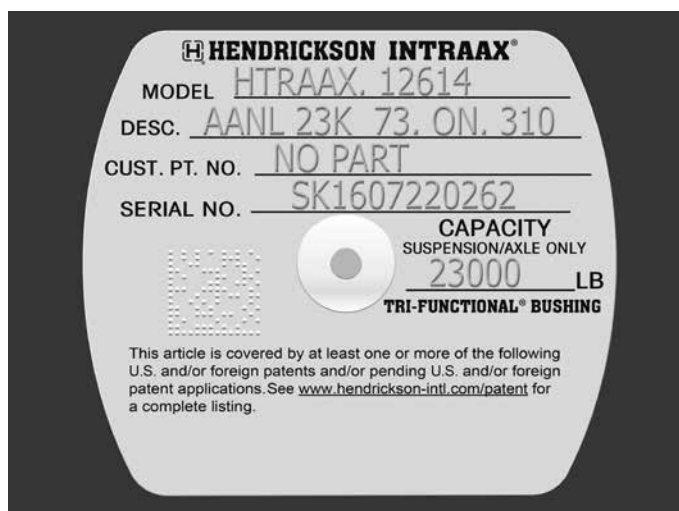 HENDRICKSON INTRAAX®
MODEL HTRAAX. 12614
DESC. AANL 23K 73. ON. 310
CUST. PT. NO. NO PART
SERIAL NO. SK1607220262
CAPACITY
SUSPENSION/AXLE ONLY
23000 LB
TRI-FUNCTIONAL® BUSHING
This article is covered by at least one or more of the following
U.S. and/or foreign patents and/or pending U.S. and/or foreign
patent applications.See www.hendrickson-intl.com/patent for
a complete listing.